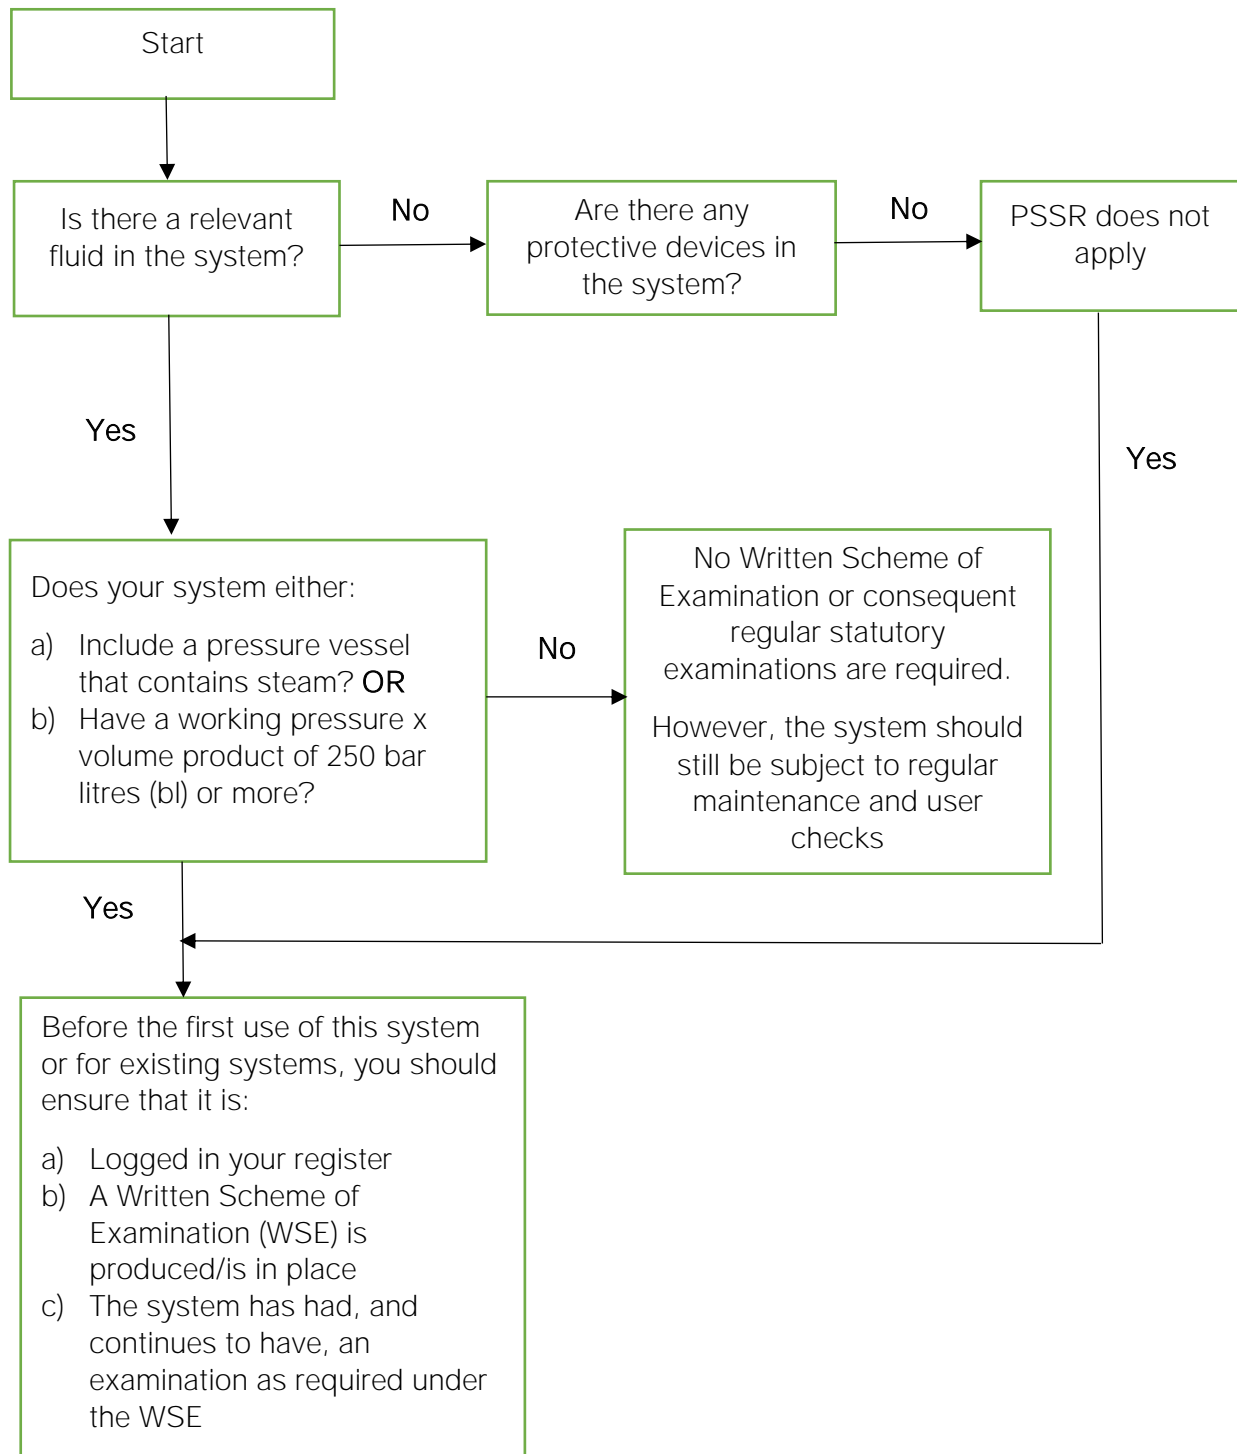 Start
Is there a relevant
fluid in the system?
No
Are there any
protective devices in
the system?
No
PSSR does not
apply
Yes
Yes
Does your system either:
a) Include a pressure vessel
that contains steam? OR
b) Have a working pressure x
volume product of 250 bar
litres (bl) or more?
No
No Written Scheme of
Examination or consequent
regular statutory
examinations are required.
However, the system should
still be subject to regular
maintenance and user
checks
Yes
Before the first use of this system
or for existing systems, you should
ensure that it is:
a) Logged in your register
b) A Written Scheme of
Examination (WSE) is
produced/is in place
c) The system has had, and
continues to have, an
examination as required under
the WSE